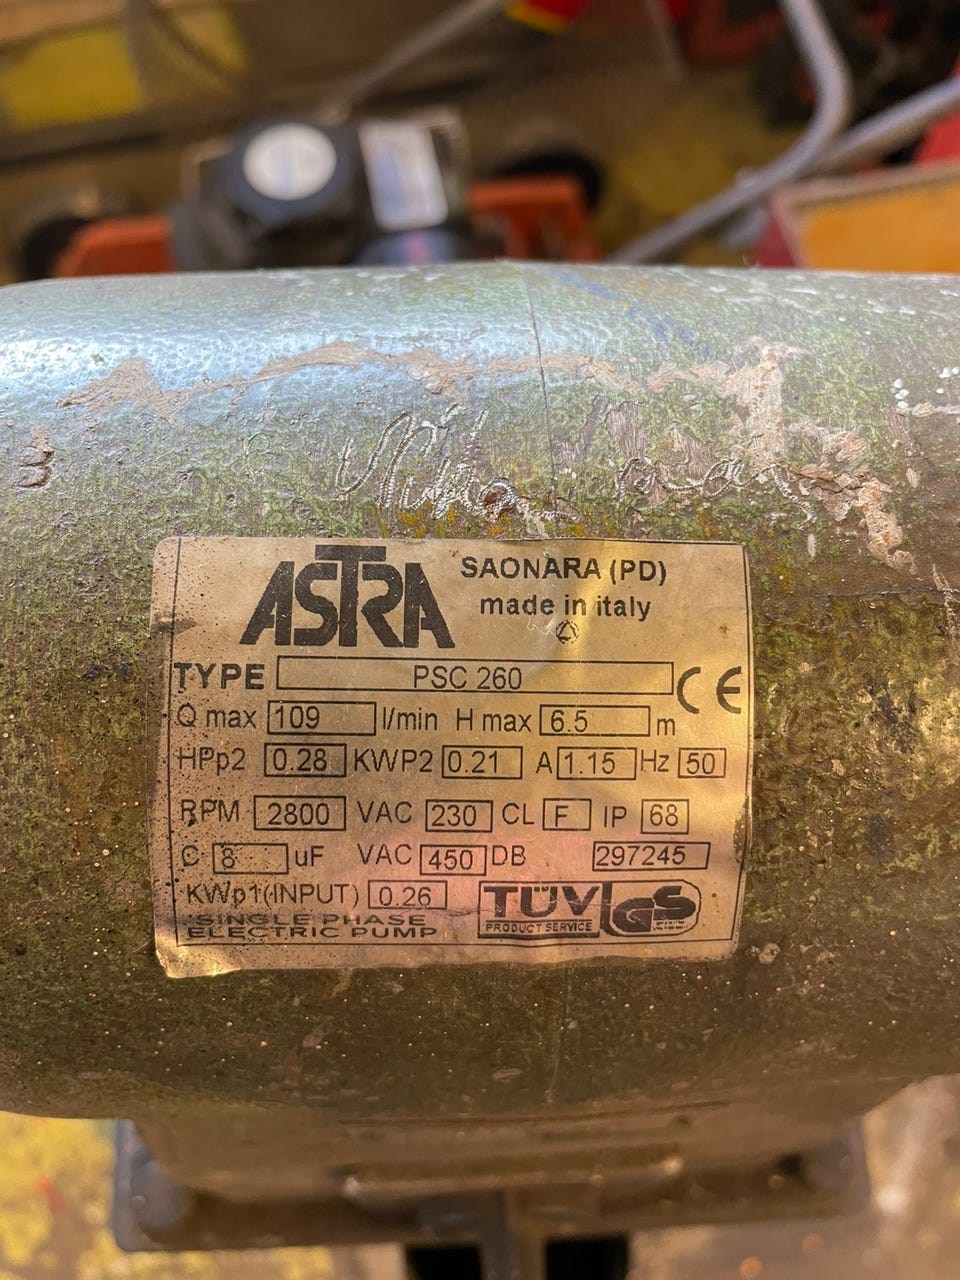 ASTRA SAONARA (PD)
made in italy
TYPE PSC 260 CE
Q max 109 l/min H max 6.5 m
HPp2 0.28 KWP2 0.21 A 1.15 Hz 50
RPM 2800 VAC 230 CL F IP 68
C 8 uF VAC 450 DB 297245
KWp1(INPUT) 0.26
SINGLE PHASE
ELECTRIC PUMP
TÜV
PRODUCT SERVICE
GS